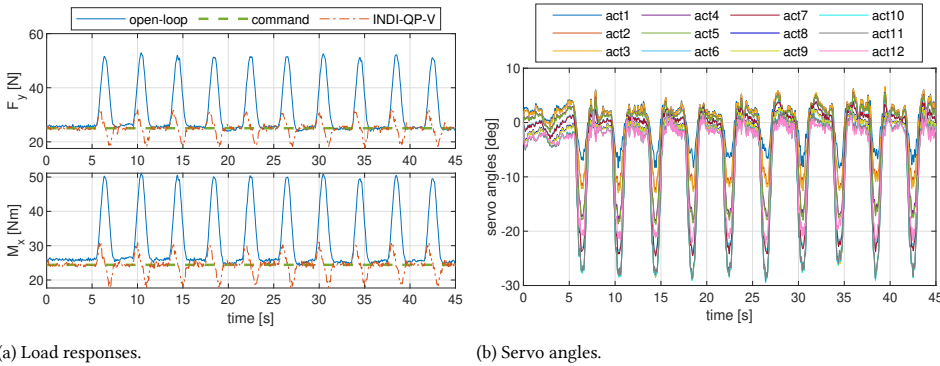 open-loop command INDI-QP-V
60
40
20
F_y [N]
0 5 10 15 20 25 30 35 40 45
50
40
30
20
M_x [Nm]
0 5 10 15 20 25 30 35 40 45
time [s]
(a) Load responses.
act1 act4 act7 act10
act2 act5 act8 act11
act3 act6 act9 act12
10
0
-10
-20
-30
servo angles [deg]
0 5 10 15 20 25 30 35 40 45
time [s]
(b) Servo angles.